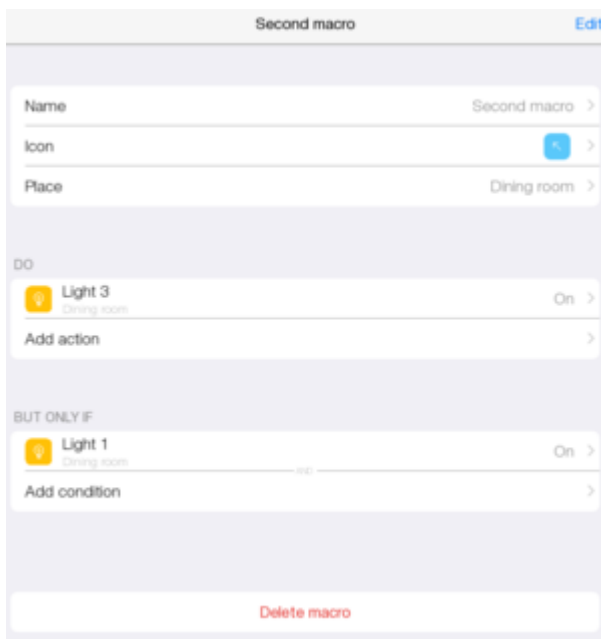 Second macro
Edit
Name Second macro
Icon
Place Dining room
DO
Light 3 On
Dining room
Add action
BUT ONLY IF
Light 1 On
Dining room
AND
Add condition
Delete macro